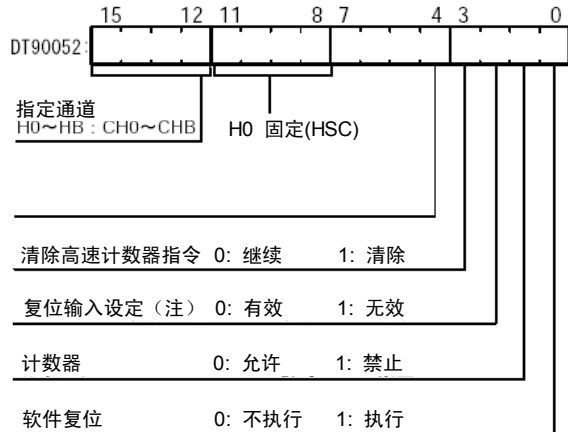 15 12 11 8 7 4 3 0
DT90052:
指定通道
H0～HB : CH0～CHB
H0 固定(HSC)
清除高速计数器指令 0: 继续 1: 清除
复位输入设定（注） 0: 有效 1: 无效
计数器 0: 允许 1: 禁止
软件复位 0: 不执行 1: 执行